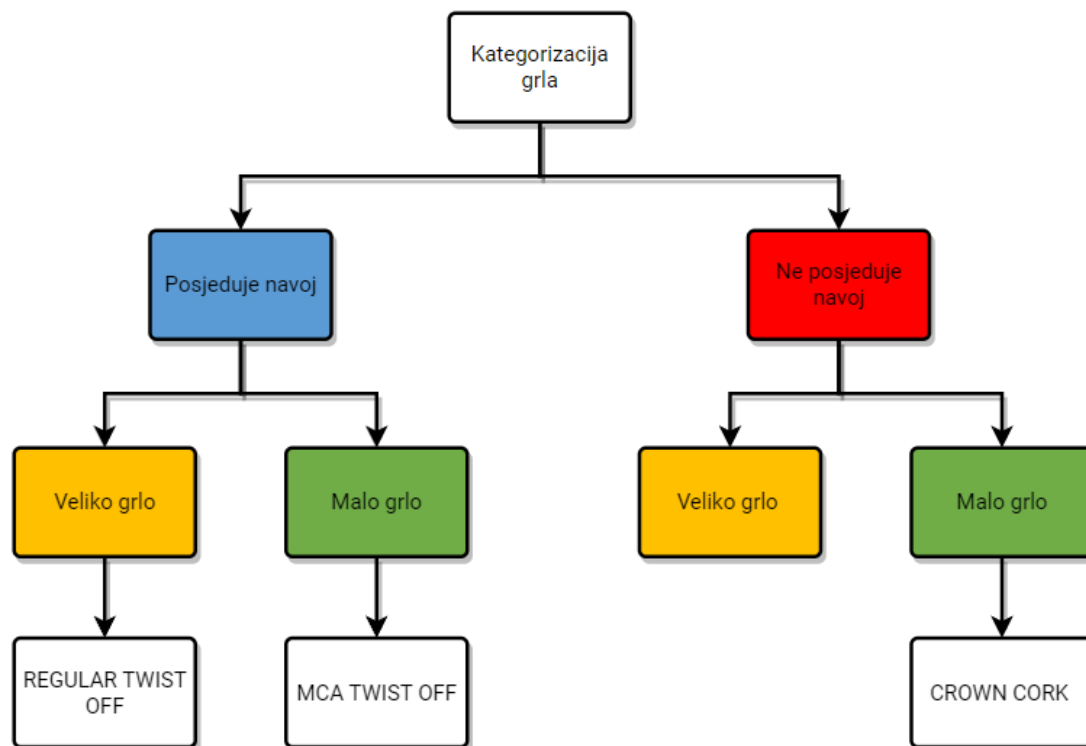 Kategorizacija
grla
Posjeduje navoj
Ne posjeduje
navoj
Veliko grlo
Malo grlo
Veliko grlo
Malo grlo
REGULAR TWIST
OFF
MCA TWIST OFF
CROWN CORK